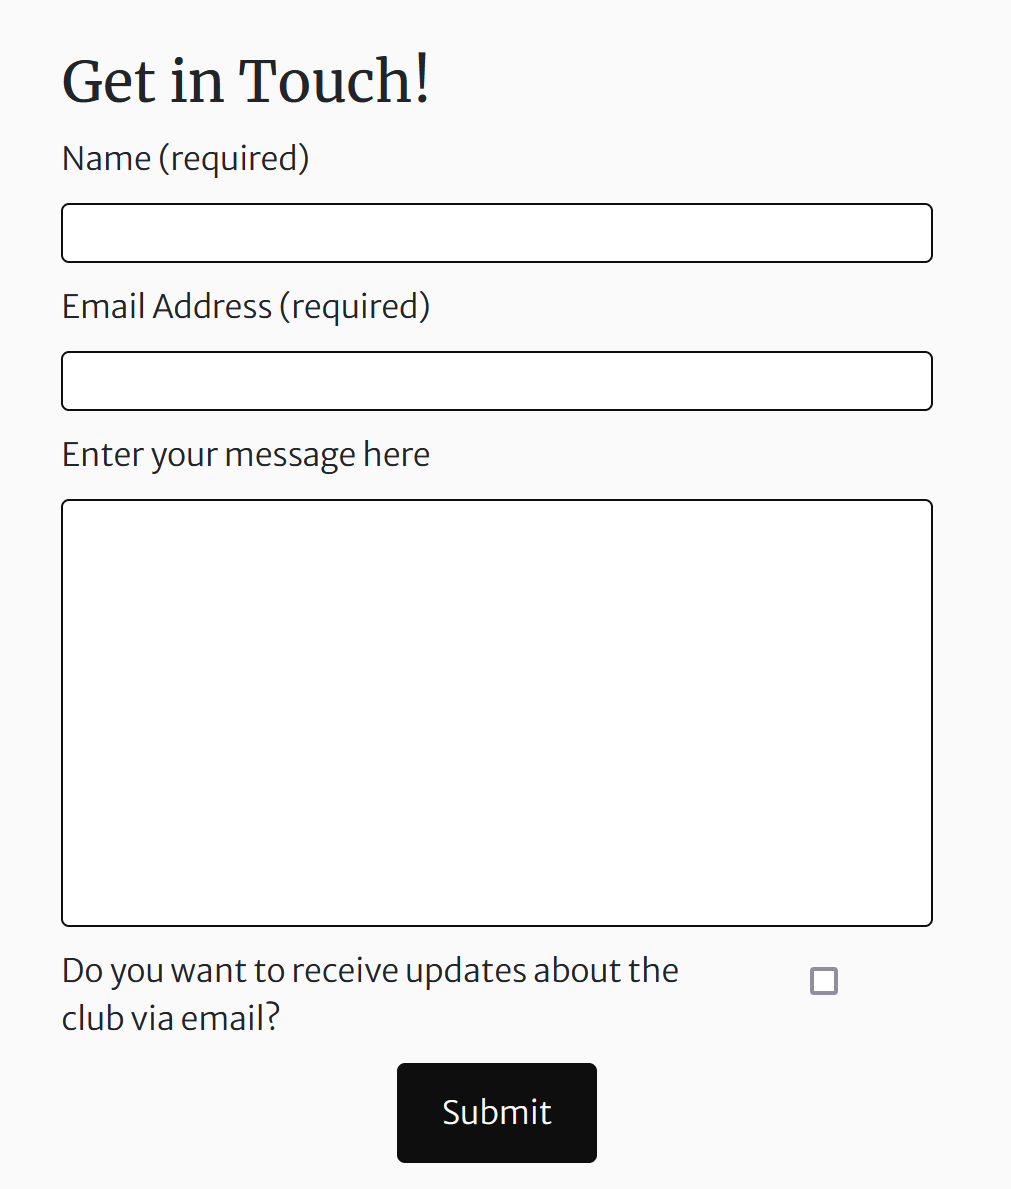 Get in Touch!
Name (required)
Email Address (required)
Enter your message here
Do you want to receive updates about the
club via email?
Submit